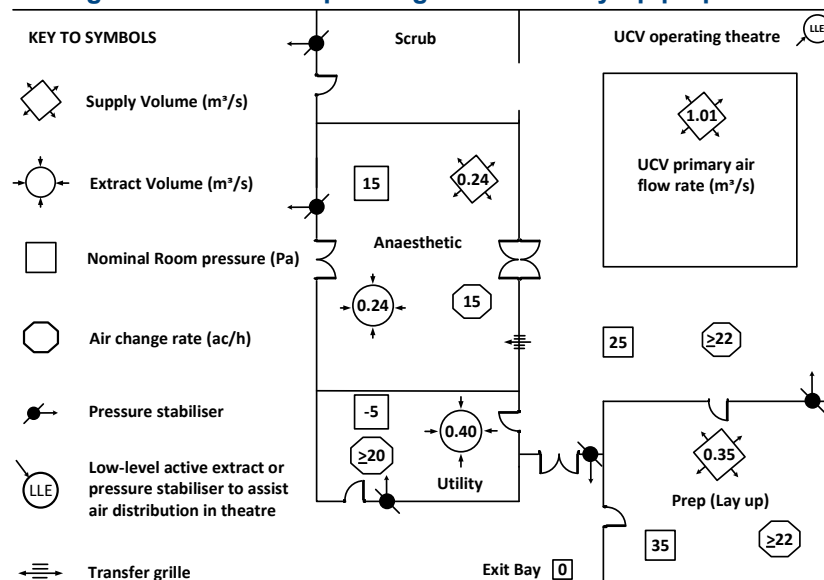 KEY TO SYMBOLS
Supply Volume (m³/s)
Extract Volume (m³/s)
Nominal Room pressure (Pa)
Air change rate (ac/h)
Pressure stabiliser
LLE
Low-level active extract or
pressure stabiliser to assist
air distribution in theatre
Transfer grille
Scrub
15
0.24
Anaesthetic
0.24
15
-5
0.40
≥20
Utility
UCV operating theatre
LLE
1.01
UCV primary air
flow rate (m³/s)
25
≥22
0.35
Prep (Lay up)
35
≥22
Exit Bay 0